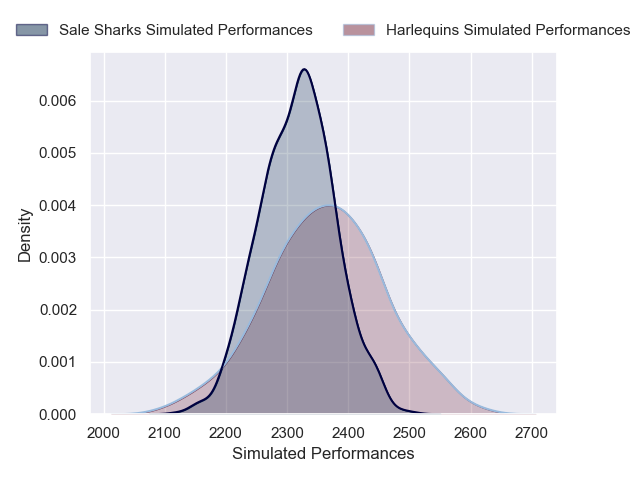 Sale Sharks Simulated Performances Harlequins Simulated Performances
0.006
0.005
0.004
0.003
0.002
0.001
0.000
Density
2000 2100 2200 2300 2400 2500 2600 2700
Simulated Performances